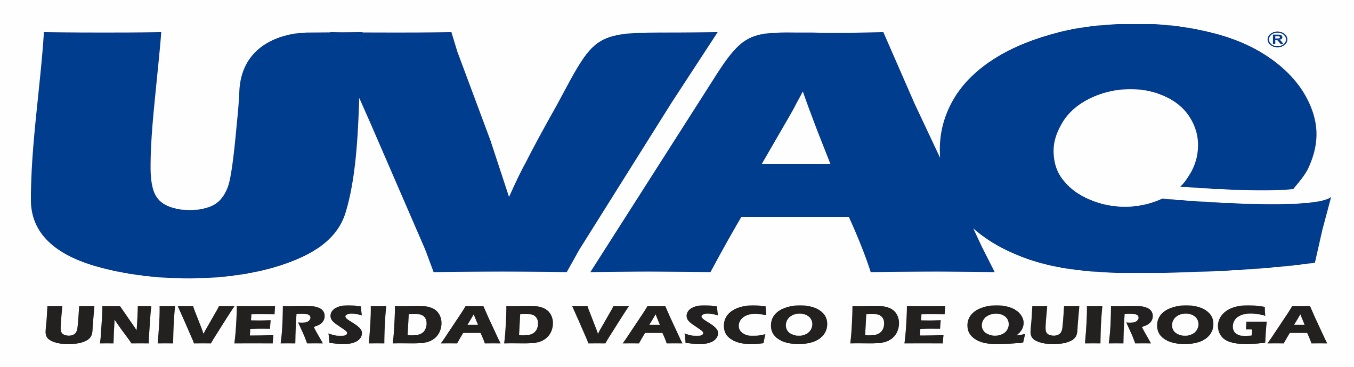 UVAQ®
UNIVERSIDAD VASCO DE QUIROGA